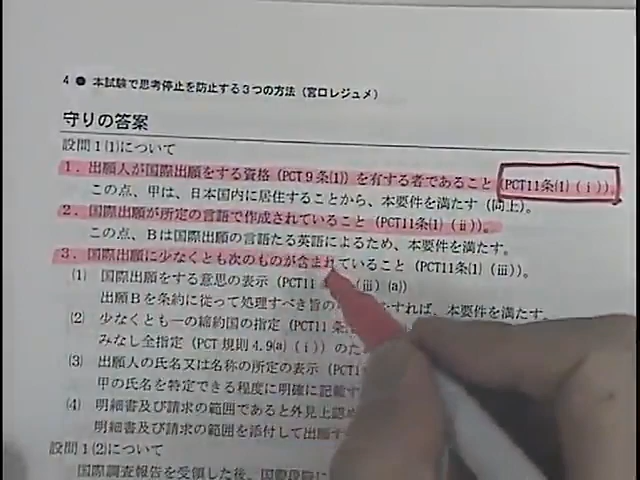 4 ● 本試験で思考停止を防止する3つの方法（宮口レジュメ）
守りの答案
設問1(1)について
1．出願人が国際出願をする資格（PCT9条(1)）を有する者であること（PCT11条(1)（ⅰ））。
この点、甲は、日本国内に居住することから、本要件を満たす（同上）。
2．国際出願が所定の言語で作成されていること（PCT11条(1)（ⅱ））。
この点、Bは国際出願の言語たる英語によるため、本要件を満たす。
3．国際出願に少なくとも次のものが含まれていること（PCT11条(1)（ⅲ））。
(1) 国際出願をする意思の表示（PCT11（ⅲ）(a)）
出願Bを条約に従って処理すべき旨の をすれば、本要件を満たす。
(2) 少なくとも一の締約国の指定（PCT11条
みなし全指定（PCT規則4.9(a)（ⅰ））のた
(3) 出願人の氏名又は名称の所定の表示（PCT1
甲の氏名を特定できる程度に明確に記載す
(4) 明細書及び請求の範囲であると外見上認め
明細書及び請求の範囲を添付して出願す
設問1(2)について
国際調査報告を受領した後、国際段階に